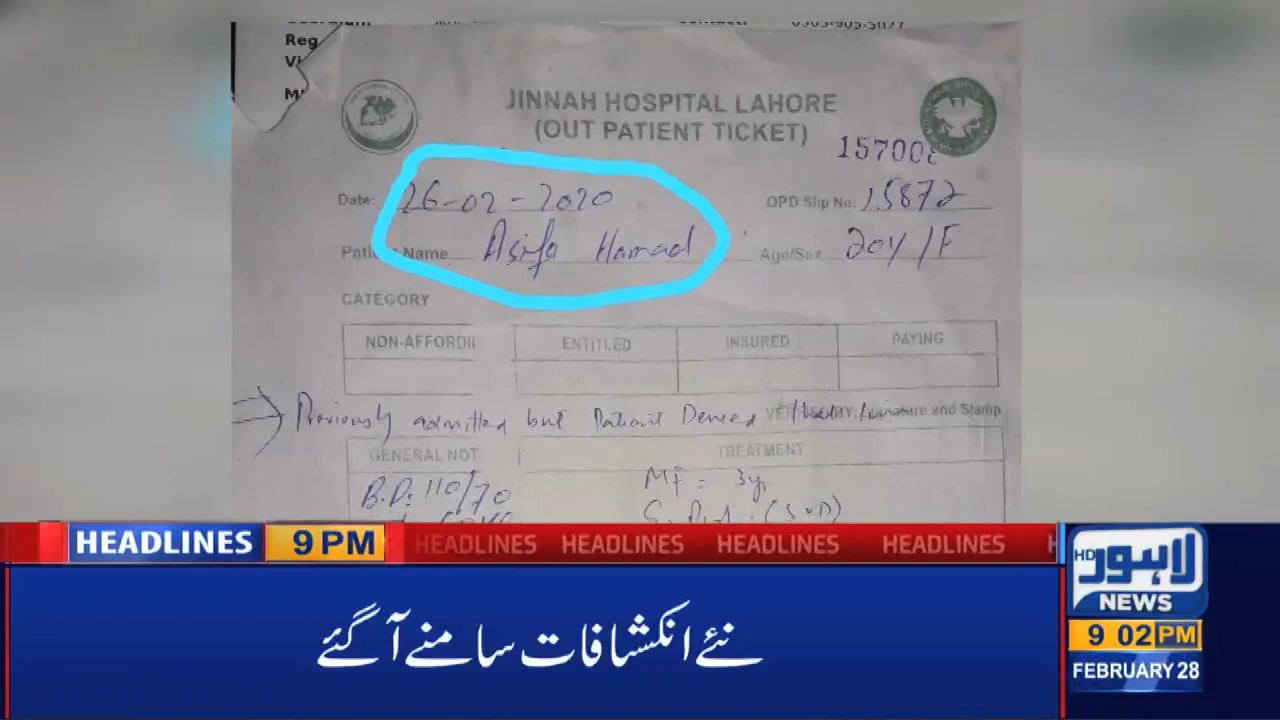 Reg
JINNAH HOSPITAL LAHORE
(OUT PATIENT TICKET)
Date: 26-02-2020
OPD Slip No: 15872
Patient Name Asifa Hamad
Age/Sex 20Y/F
CATEGORY
NON-AFFORDI ENTITLED INSURED PAYING
Previously admitted but Patient Denied
Signature and Stamp
GENERAL NOT TREATMENT
B.P: 110/70
HEADLINES 9 PM HEADLINES HEADLINES HEADLINES HEADLINES H
نئے انکشافات سامنے آگئے
HD
لاہور
NEWS
9 02 PM
FEBRUARY 28